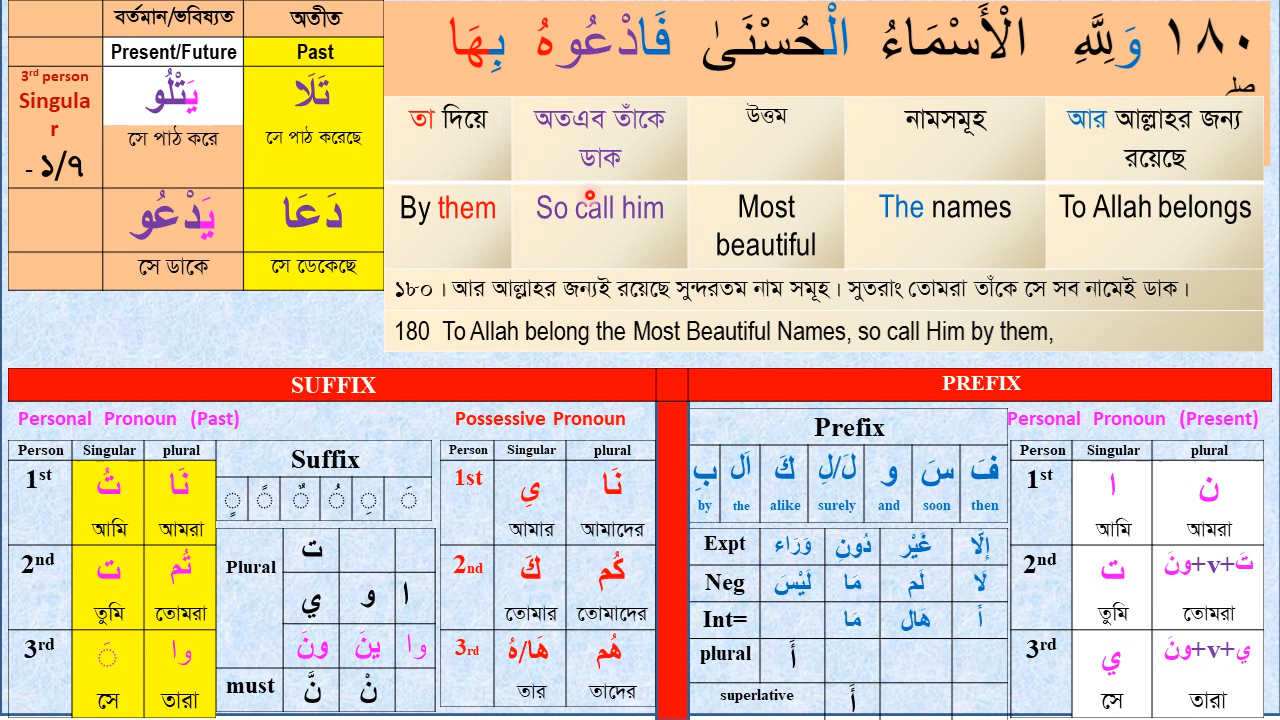 বর্তমান/ভবিষ্যত অতীত
Present/Future Past
3rd person
Singula
r
- ১/৭
يَتْلُو تَلَا
সে পাঠ করে সে পাঠ করেছে
يَدْعُو دَعَا
সে ডাকে সে ডেকেছে
١٨٠ وَلِلَّهِ الْأَسْمَاءُ الْحُسْنَىٰ فَادْعُوهُ بِهَا ۖ
তা দিয়ে অতএব তাঁকে ডাক উত্তম নামসমূহ আর আল্লাহর জন্য রয়েছে
By them So call him Most beautiful The names To Allah belongs
১৮০ । আর আল্লাহর জন্যই রয়েছে সুন্দরতম নাম সমূহ। সুতরাং তোমরা তাঁকে সে সব নামেই ডাক।
180 To Allah belong the Most Beautiful Names, so call Him by them,
SUFFIX
Personal Pronoun (Past)
Person Singular plural
1st تُ نَا
আমি আমরা
2nd ت تُم
তুমি তোমরা
3rd َ وا
সে তারা
Suffix
ٍ ً ٌ ُ ِ َ
Plural
ت
ي و ا
ونَ ينَ وا
must نَّ نْ
Possessive Pronoun
Person Singular plural
1st ي نَا
আমার আমাদের
2nd كَ كُم
তোমার তোমাদের
3rd هَا/هُ هُم
তার তাদের
PREFIX
Prefix
بِ اَل كَ لَ/لِ و سَ فَ
by the alike surely and soon then
Expt وَرَاء دُونِ غَيْر إِلَّا
Neg لَيْسَ مَا لَم لَا
Int= مَا هَال أَ
plural أَ
superlative أَ
Personal Pronoun (Present)
Person Singular plural
1st ا ن
আমি আমরা
2nd ت تَ+v+ونَ
তুমি তোমরা
3rd ي ي+v+ونَ
সে তারা